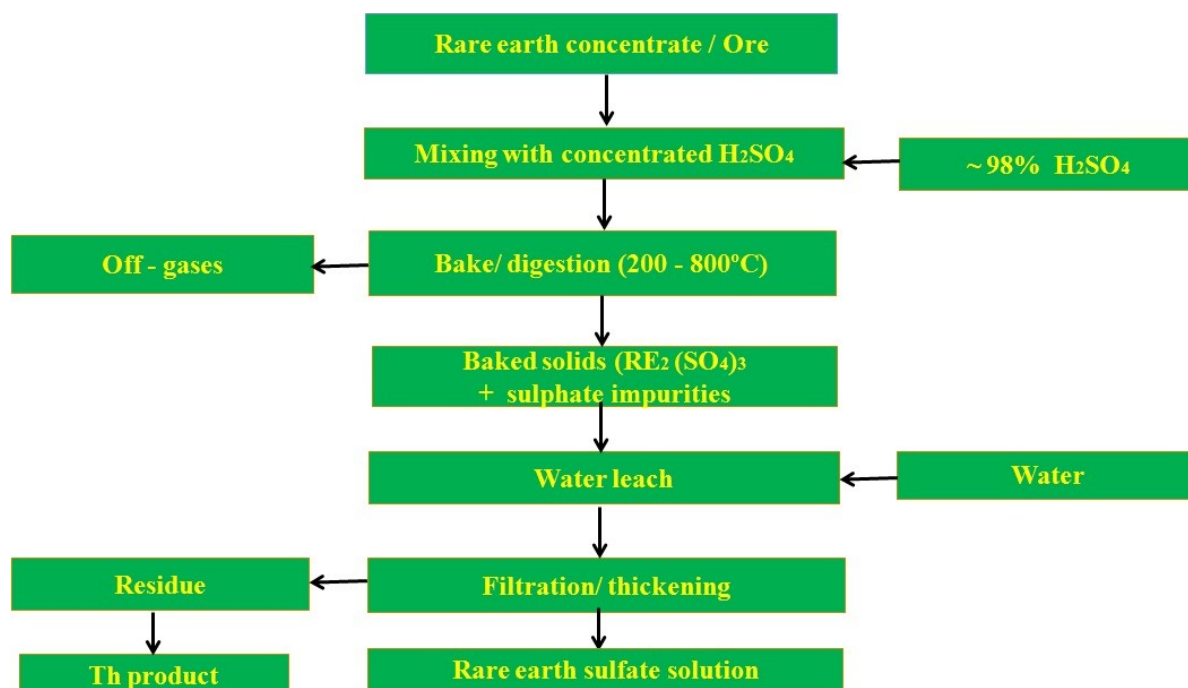 Rare earth concentrate / Ore
Mixing with concentrated H₂SO₄
~ 98% H₂SO₄
Off - gases
Bake/ digestion (200 - 800ºC)
Baked solids (RE₂ (SO₄)₃
+ sulphate impurities
Water leach
Water
Residue
Filtration/ thickening
Th product
Rare earth sulfate solution